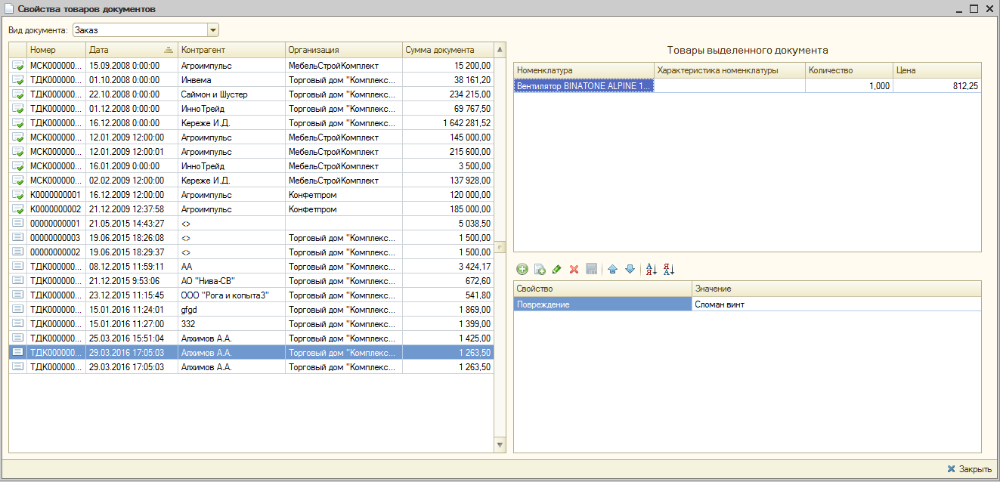 Свойства товаров документов
Вид документа: Заказ
Номер Дата Контрагент Организация Сумма документа
МСК000000... 15.09.2008 0:00:00 Агроимпульс МебельСтройКомплект 15 200,00
ТДК000000... 01.10.2008 0:00:00 Инвема Торговый дом "Комплекс... 38 161,20
ТДК000000... 22.10.2008 0:00:00 Саймон и Шустер Торговый дом "Комплекс... 234 215,00
ТДК000000... 01.12.2008 0:00:00 ИнноТрейд Торговый дом "Комплекс... 69 767,50
ТДК000000... 16.12.2008 0:00:00 Кереже И.Д. Торговый дом "Комплекс... 1 642 281,52
МСК000000... 12.01.2009 12:00:00 Агроимпульс МебельСтройКомплект 145 000,00
МСК000000... 12.01.2009 12:00:01 Агроимпульс МебельСтройКомплект 215 600,00
МСК000000... 16.01.2009 0:00:00 ИнноТрейд МебельСтройКомплект 3 500,00
МСК000000... 02.02.2009 12:00:00 Кереже И.Д. МебельСтройКомплект 137 928,00
К0000000001 16.12.2009 12:00:00 Агроимпульс Конфетпром 120 000,00
К0000000002 21.12.2009 12:37:58 Агроимпульс Конфетпром 185 000,00
00000000001 21.05.2015 14:43:27 <> 5 038,50
00000000003 19.06.2015 18:26:08 <> Торговый дом "Комплекс... 1 500,00
00000000002 19.06.2015 18:29:37 <> Торговый дом "Комплекс... 1 500,00
ТДК000000... 08.12.2015 11:59:11 АА Торговый дом "Комплекс... 3 424,17
ТДК000000... 21.12.2015 9:53:06 АО "Нива-СВ" Торговый дом "Комплекс... 672,60
ТДК000000... 23.12.2015 11:15:45 ООО "Рога и копыта3" Торговый дом "Комплекс... 541,80
ТДК000000... 15.01.2016 11:24:01 gfgd Торговый дом "Комплекс... 1 869,00
ТДК000000... 15.01.2016 11:27:00 332 Торговый дом "Комплекс... 1 399,00
ТДК000000... 25.03.2016 15:51:04 Алхимов А.А. Торговый дом "Комплекс... 1 425,00
ТДК000000... 29.03.2016 17:05:03 Алхимов А.А. Торговый дом "Комплекс... 1 263,50
ТДК000000... 29.03.2016 17:05:03 Алхимов А.А. Торговый дом "Комплекс... 1 263,50
Товары выделенного документа
Номенклатура Характеристика номенклатуры Количество Цена
Вентилятор BINATONE ALPINE 1... 1,000 812,25
Свойство Значение
Повреждение Сломан винт
Закрыть